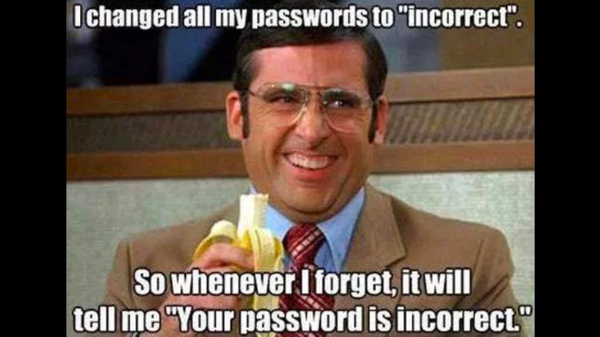 I changed all my passwords to "incorrect".
So whenever I forget, it will
tell me "Your password is incorrect."